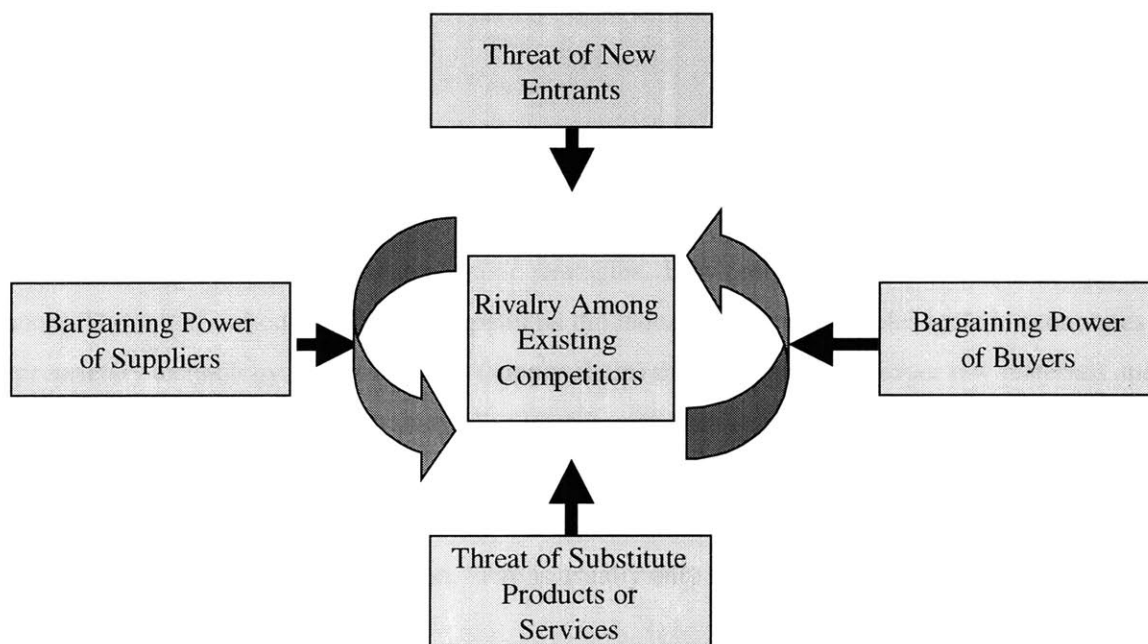 Threat of New
Entrants
Bargaining Power
of Suppliers
Rivalry Among
Existing
Competitors
Bargaining Power
of Buyers
Threat of Substitute
Products or
Services